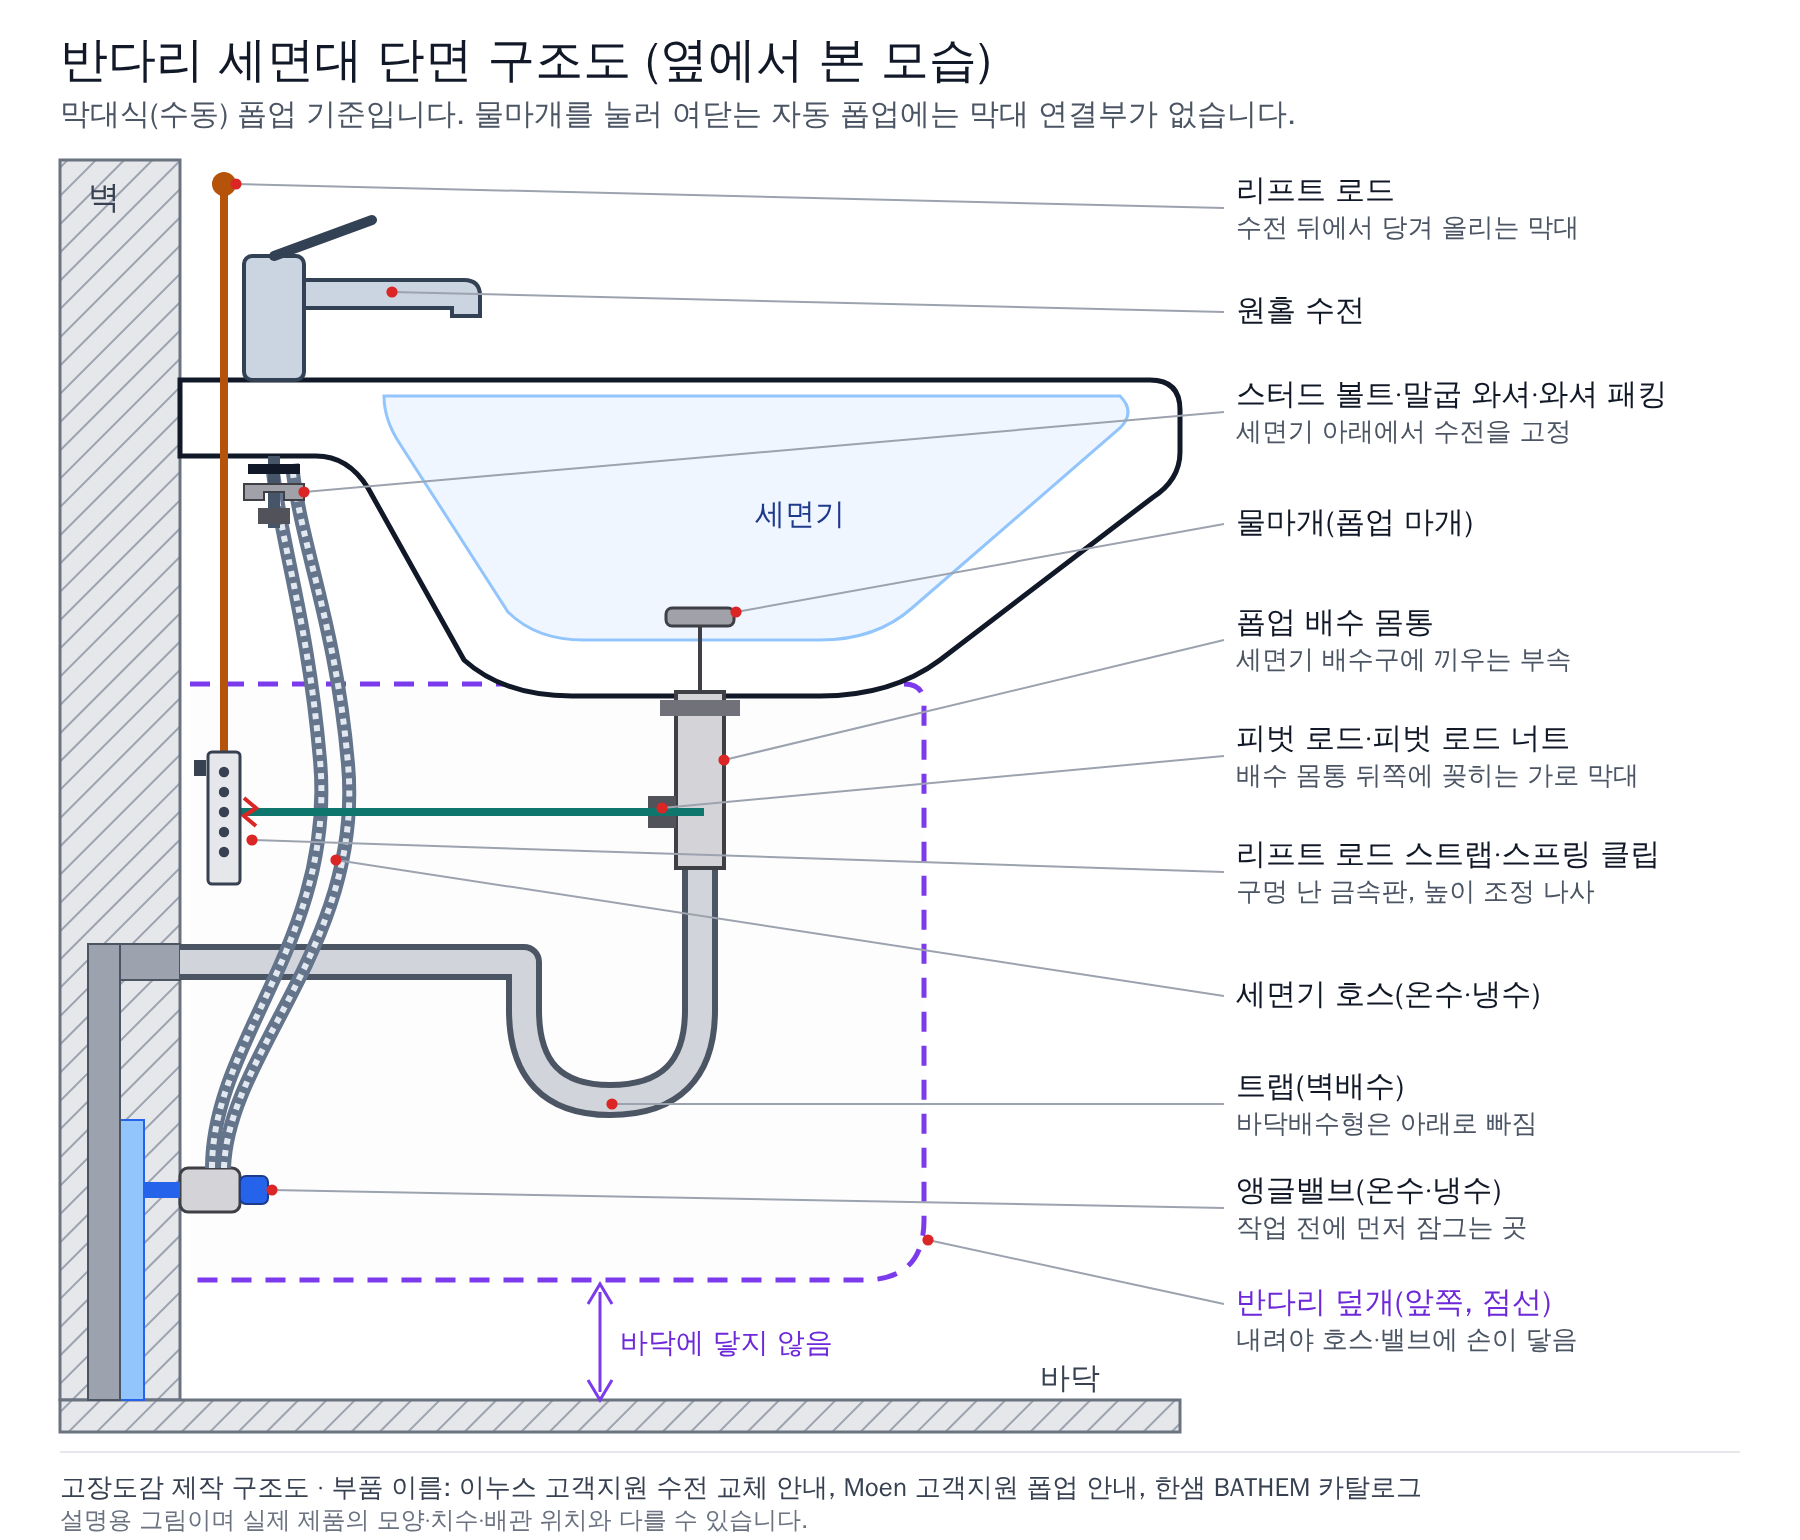 반다리 세면대 단면 구조도 (옆에서 본 모습)
막대식(수동) 폽업 기준입니다. 물마개를 눌러 여닫는 자동 폽업에는 막대 연결부가 없습니다.
벽
리프트 로드
수전 뒤에서 당겨 올리는 막대
원홀 수전
스터드 볼트·말굽 와셔·와셔 패킹
세면기 아래에서 수전을 고정
세면기
물마개(폽업 마개)
폽업 배수 몸통
세면기 배수구에 끼우는 부속
피벗 로드·피벗 로드 너트
배수 몸통 뒤쪽에 꽂히는 가로 막대
리프트 로드 스트랩·스프링 클립
구멍 난 금속판, 높이 조정 나사
세면기 호스(온수·냉수)
트랩(벽배수)
바닥배수형은 아래로 빠짐
앵글밸브(온수·냉수)
작업 전에 먼저 잠그는 곳
반다리 덮개(앞쪽, 점선)
내려야 호스·밸브에 손이 닿음
바닥에 닿지 않음
바닥
고장도감 제작 구조도 · 부품 이름: 이누스 고객지원 수전 교체 안내, Moen 고객지원 폽업 안내, 한샘 BATHEM 카탈로그
설명용 그림이며 실제 제품의 모양·치수·배관 위치와 다를 수 있습니다.